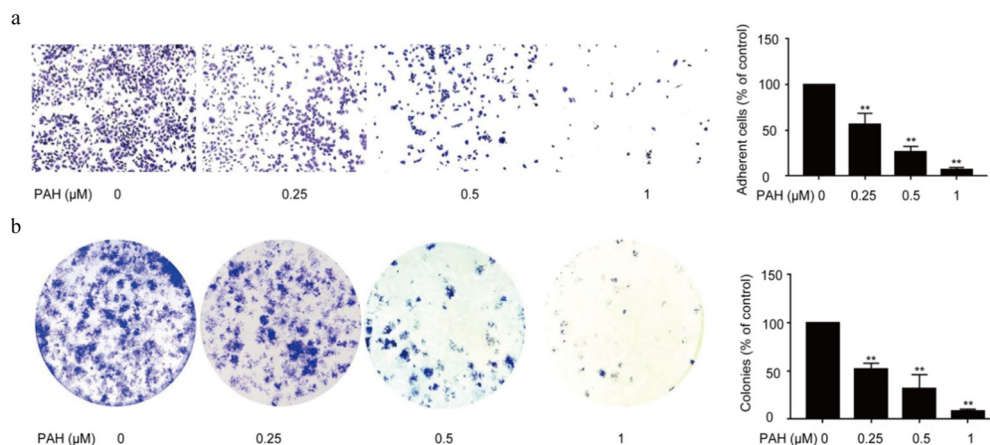 a
PAH (μM) 0 0.25 0.5 1
Adherent cells (% of control)
150
100
50
0
** ** **
PAH (μM) 0 0.25 0.5 1
b
PAH (μM) 0 0.25 0.5 1
Colonies (% of control)
150
100
50
0
** ** **
PAH (μM) 0 0.25 0.5 1